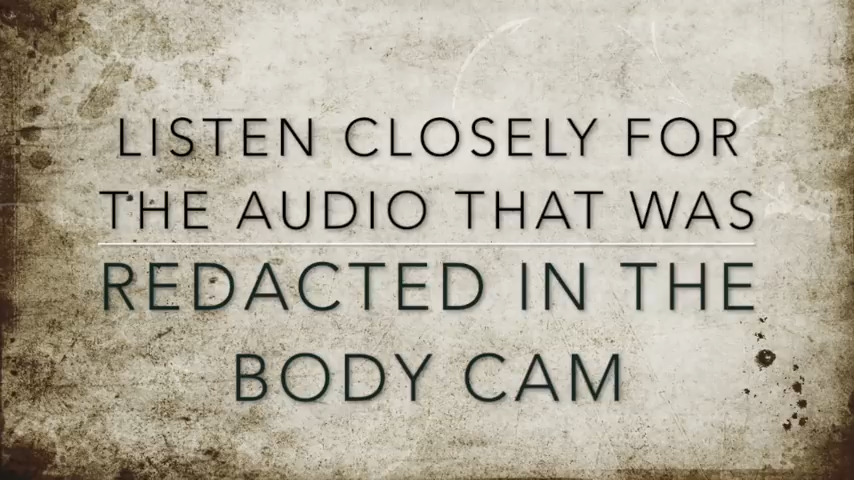 LISTEN CLOSELY FOR
THE AUDIO THAT WAS
REDACTED IN THE
BODY CAM